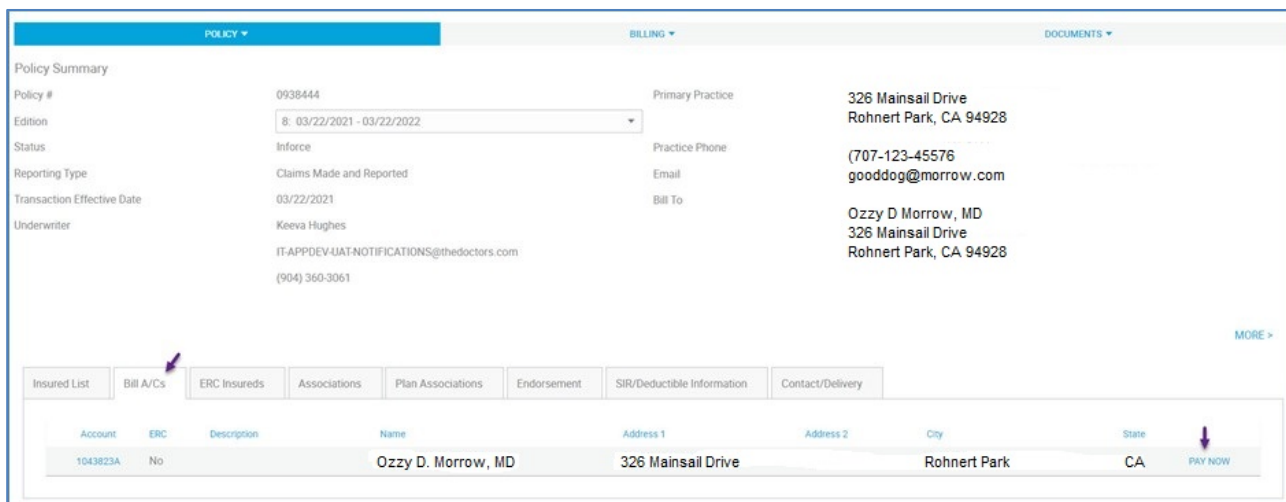 POLICY BILLING DOCUMENTS
Policy Summary
Policy # 0938444 Primary Practice 326 Mainsail Drive
Rohnert Park, CA 94928
Edition 8: 03/22/2021 - 03/22/2022
Status Inforce Practice Phone (707-123-45576
Reporting Type Claims Made and Reported Email gooddog@morrow.com
Transaction Effective Date 03/22/2021 Bill To Ozzy D Morrow, MD
Underwriter Keeva Hughes 326 Mainsail Drive
IT-APPDEV-UAT-NOTIFICATIONS@thedoctors.com Rohnert Park, CA 94928
(904) 360-3061
MORE >
Insured List Bill A/Cs ERC Insureds Associations Plan Associations Endorsement SIR/Deductible Information Contact/Delivery
Account ERC Description Name Address 1 Address 2 City State
1043823A No Ozzy D. Morrow, MD 326 Mainsail Drive Rohnert Park CA PAY NOW